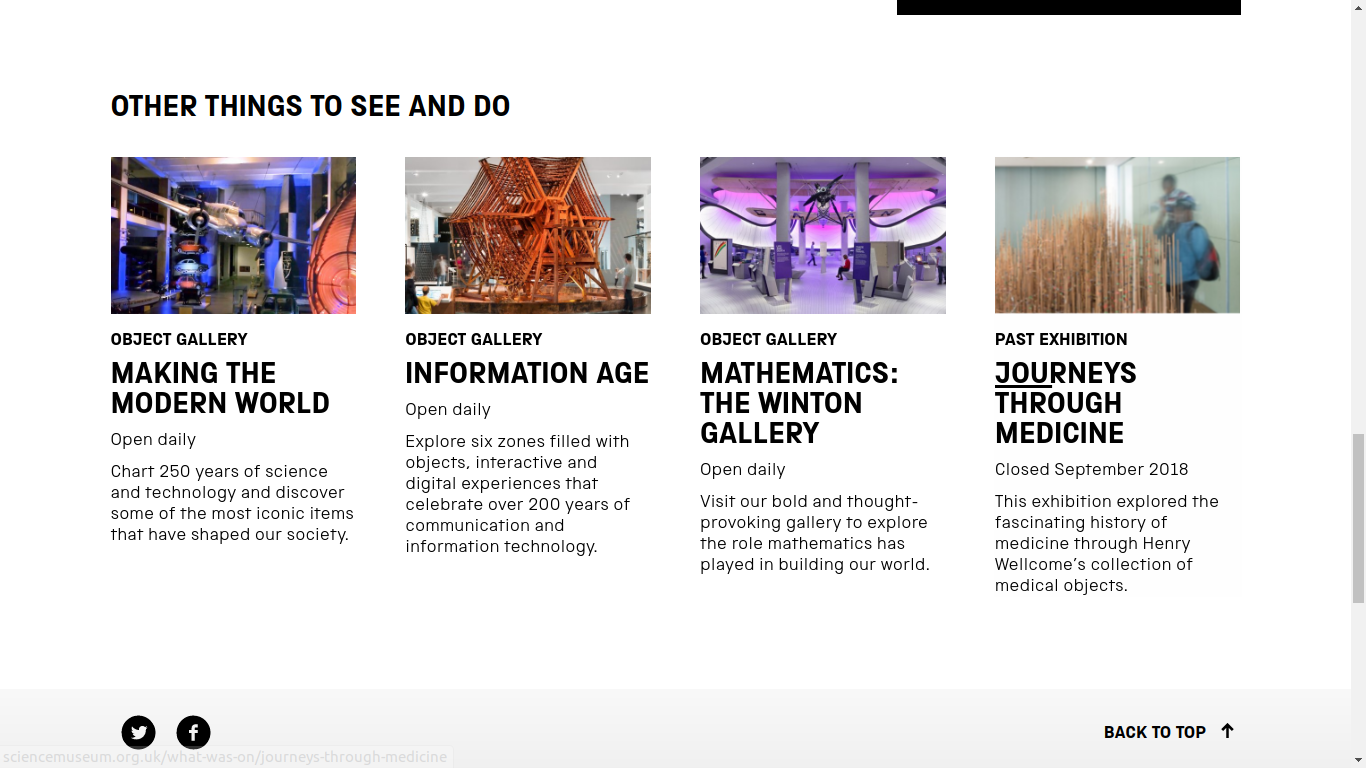 OTHER THINGS TO SEE AND DO
OBJECT GALLERY
MAKING THE
MODERN WORLD
Open daily
Chart 250 years of science
and technology and discover
some of the most iconic items
that have shaped our society.
OBJECT GALLERY
INFORMATION AGE
Open daily
Explore six zones filled with
objects, interactive and
digital experiences that
celebrate over 200 years of
communication and
information technology.
OBJECT GALLERY
MATHEMATICS:
THE WINTON
GALLERY
Open daily
Visit our bold and thought-
provoking gallery to explore
the role mathematics has
played in building our world.
PAST EXHIBITION
JOURNEYS
THROUGH
MEDICINE
Closed September 2018
This exhibition explored the
fascinating history of
medicine through Henry
Wellcome’s collection of
medical objects.
BACK TO TOP
sciencemuseum.org.uk/what-was-on/journeys-through-medicine